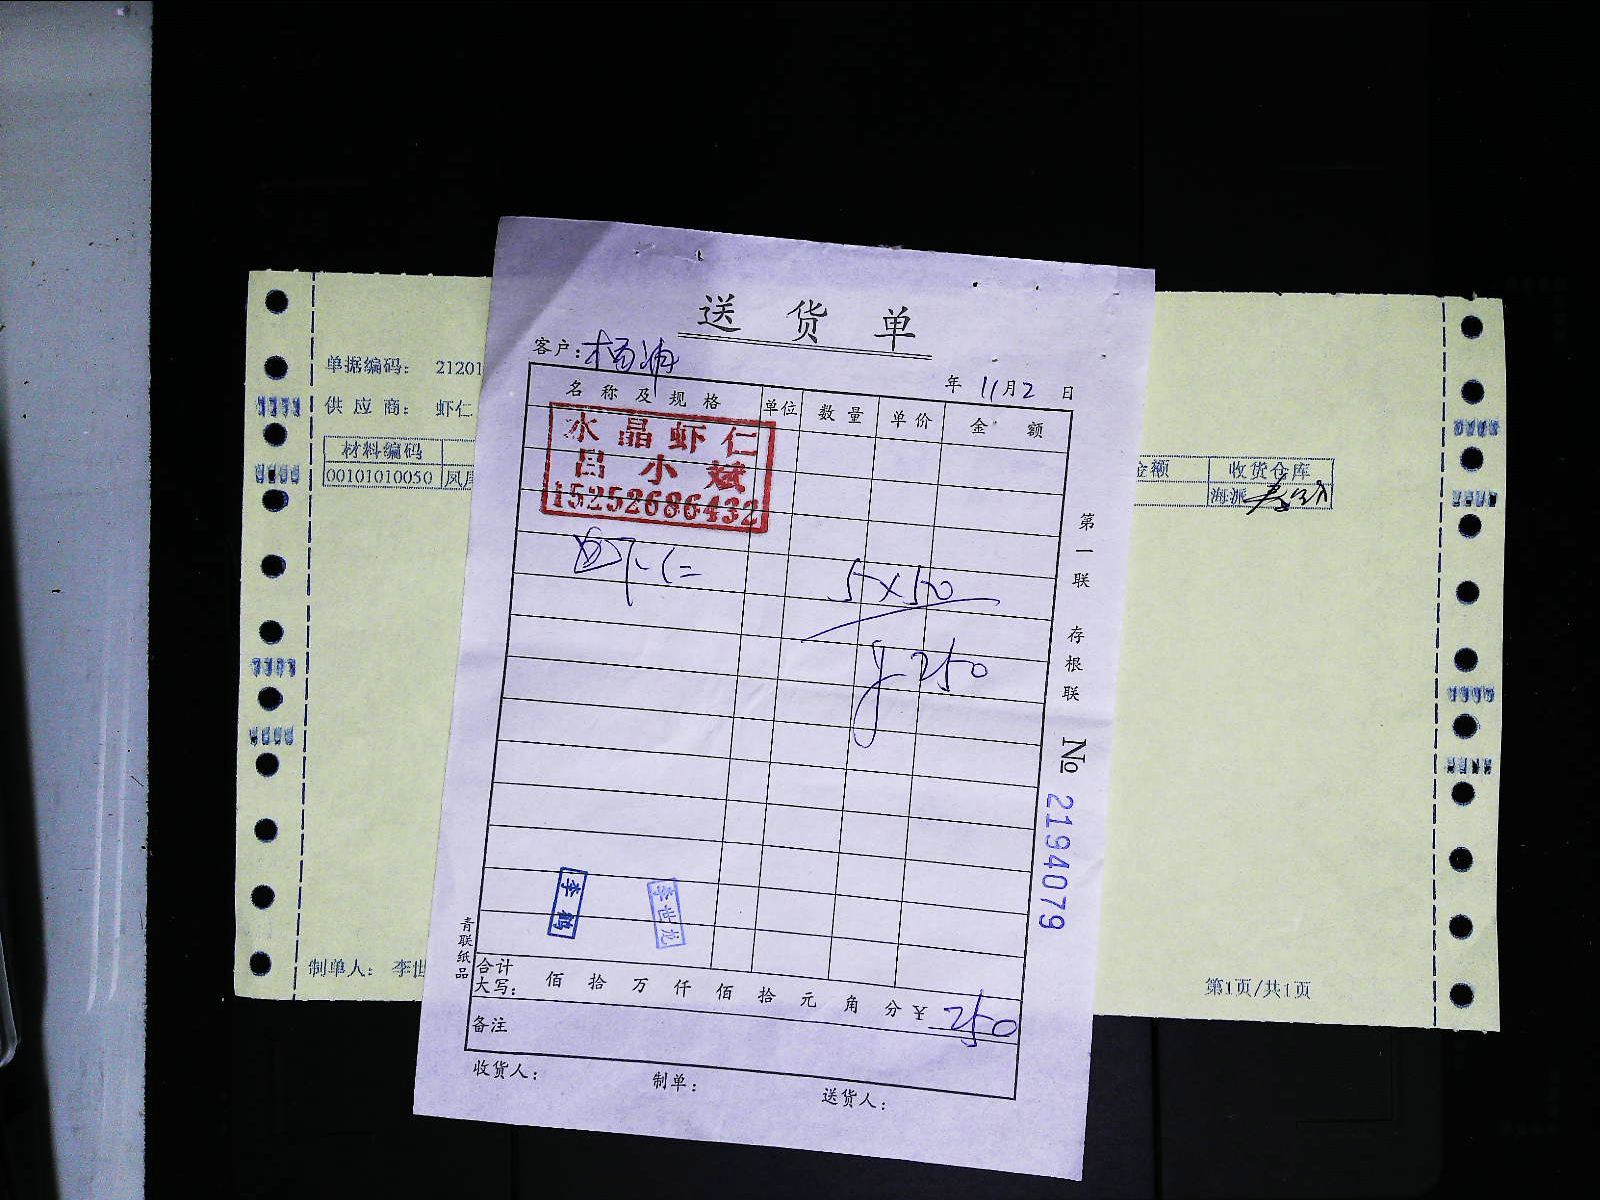 送货单
客户：杨浦
年 11月2 日
名称及规格 单位 数量 单价 金额
水晶虾仁
吕小斌
15252686432
5×50
250
第一联 存根联 № 2194079
李鹤
李世龙
青联纸品
合计大写： 佰 拾 万 仟 佰 拾 元 角 分 ¥ 250
备注
收货人： 制单： 送货人：
单据编码： 21201
供应商： 虾仁
材料编码 金额 收货仓库
00101010050 凤尾 海派
制单人： 李世
第1页/共1页